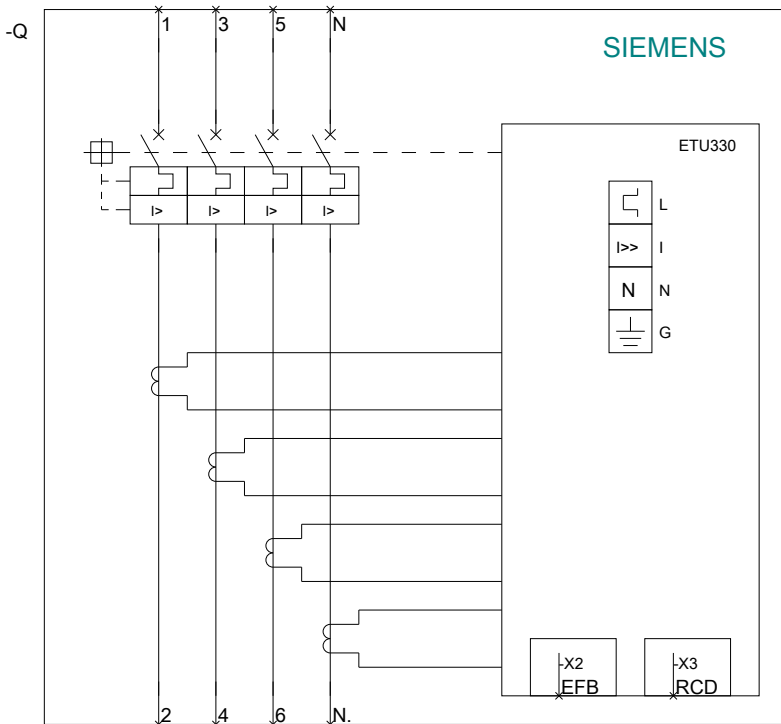 -Q
1 3 5 N
SIEMENS
ETU330
L
I> I> I> I>
I>> I
N N
G
-X2 -X3
EFB RCD
2 4 6 N.